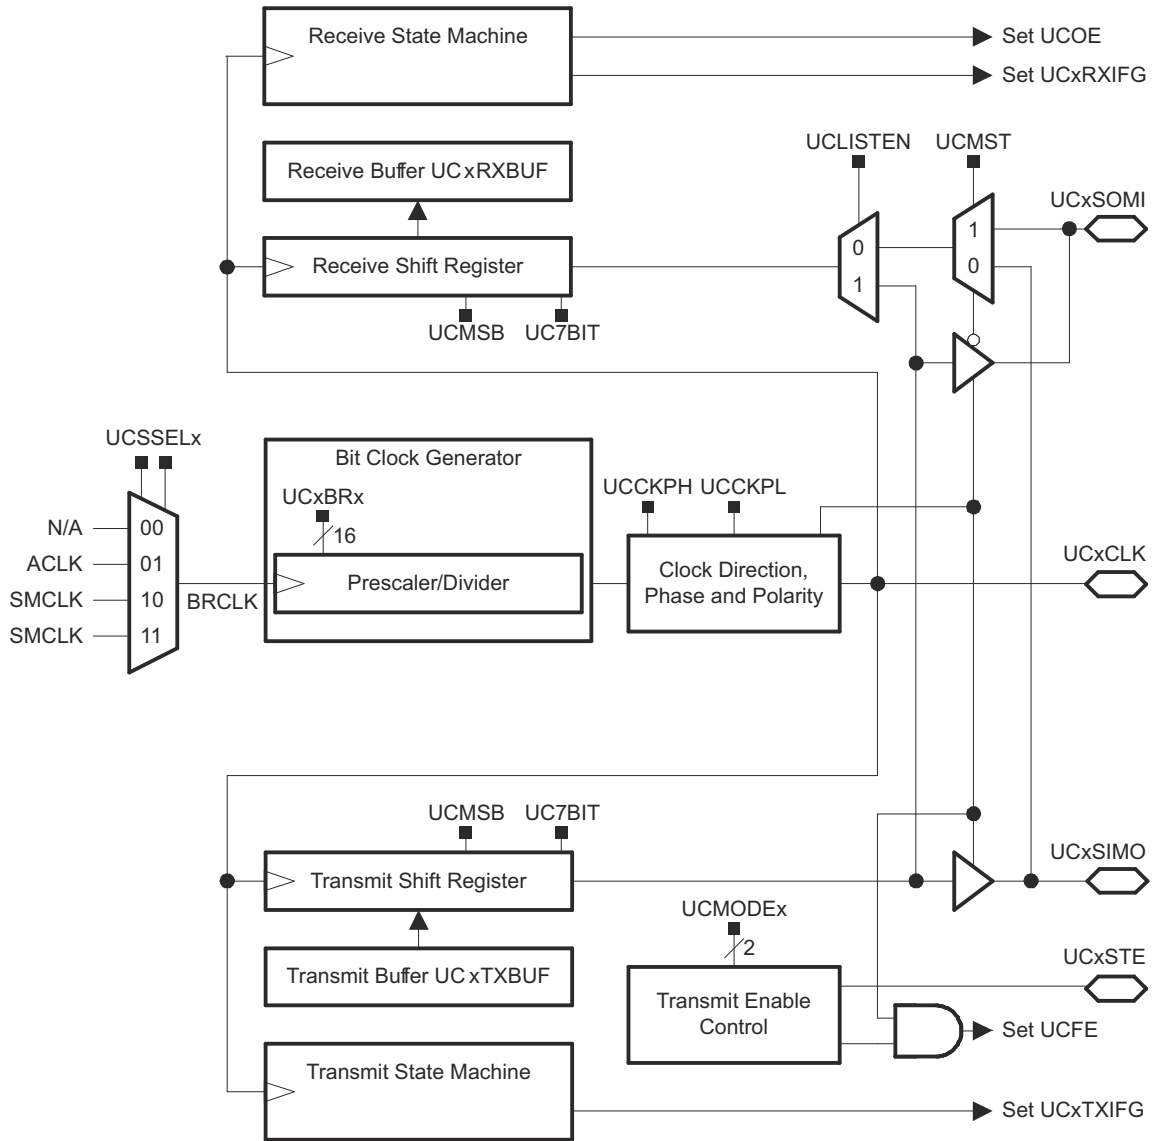 Receive State Machine
Set UCOE
Set UCxRXIFG
UCLISTEN
UCMST
Receive Buffer UCxRXBUF
UCxSOMI
1
0
0
1
Receive Shift Register
UCMSB
UC7BIT
UCSSELx
Bit Clock Generator
UCxBRx
16
UCCKPH
UCCKPL
N/A
00
ACLK
01
SMCLK
10
SMCLK
11
BRCLK
Prescaler/Divider
Clock Direction,
Phase and Polarity
UCxCLK
UCMSB
UC7BIT
Transmit Shift Register
UCxSIMO
UCMODEx
2
Transmit Buffer UCxTXBUF
Transmit Enable
Control
UCxSTE
Set UCFE
Transmit State Machine
Set UCxTXIFG